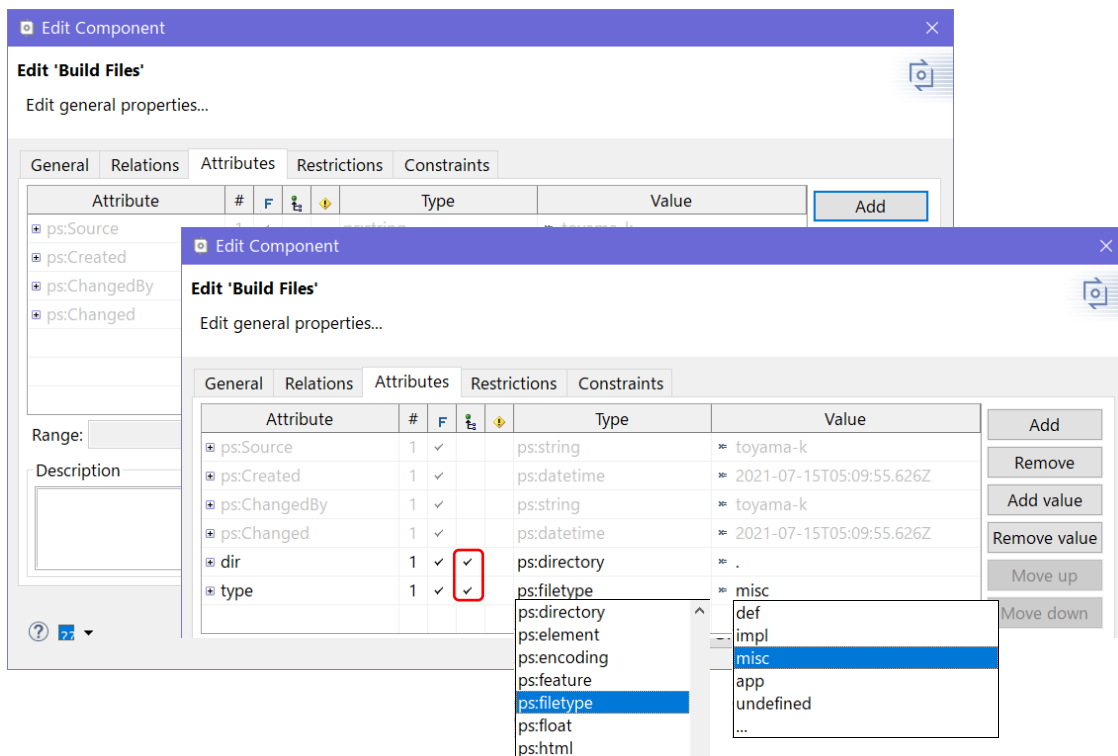 Edit Component
Edit 'Build Files'
Edit general properties...
General Relations Attributes Restrictions Constraints
Attribute # F Type Value Add
ps:Source
ps:Created
ps:ChangedBy
ps:Changed
Range:
Description
Edit Component
Edit 'Build Files'
Edit general properties...
General Relations Attributes Restrictions Constraints
Attribute # F Type Value Add
ps:Source 1 ps:string toyama-k
Remove
ps:Created 1 ps:datetime 2021-07-15T05:09:55.626Z
ps:ChangedBy 1 ps:string toyama-k Add value
ps:Changed 1 ps:datetime 2021-07-15T05:09:55.626Z Remove value
dir 1 ps:directory .
Move up
type 1 ps:filetype misc
Move down
ps:directory
ps:element
ps:encoding
ps:feature
ps:filetype
ps:float
ps:html
def
impl
misc
app
undefined
...